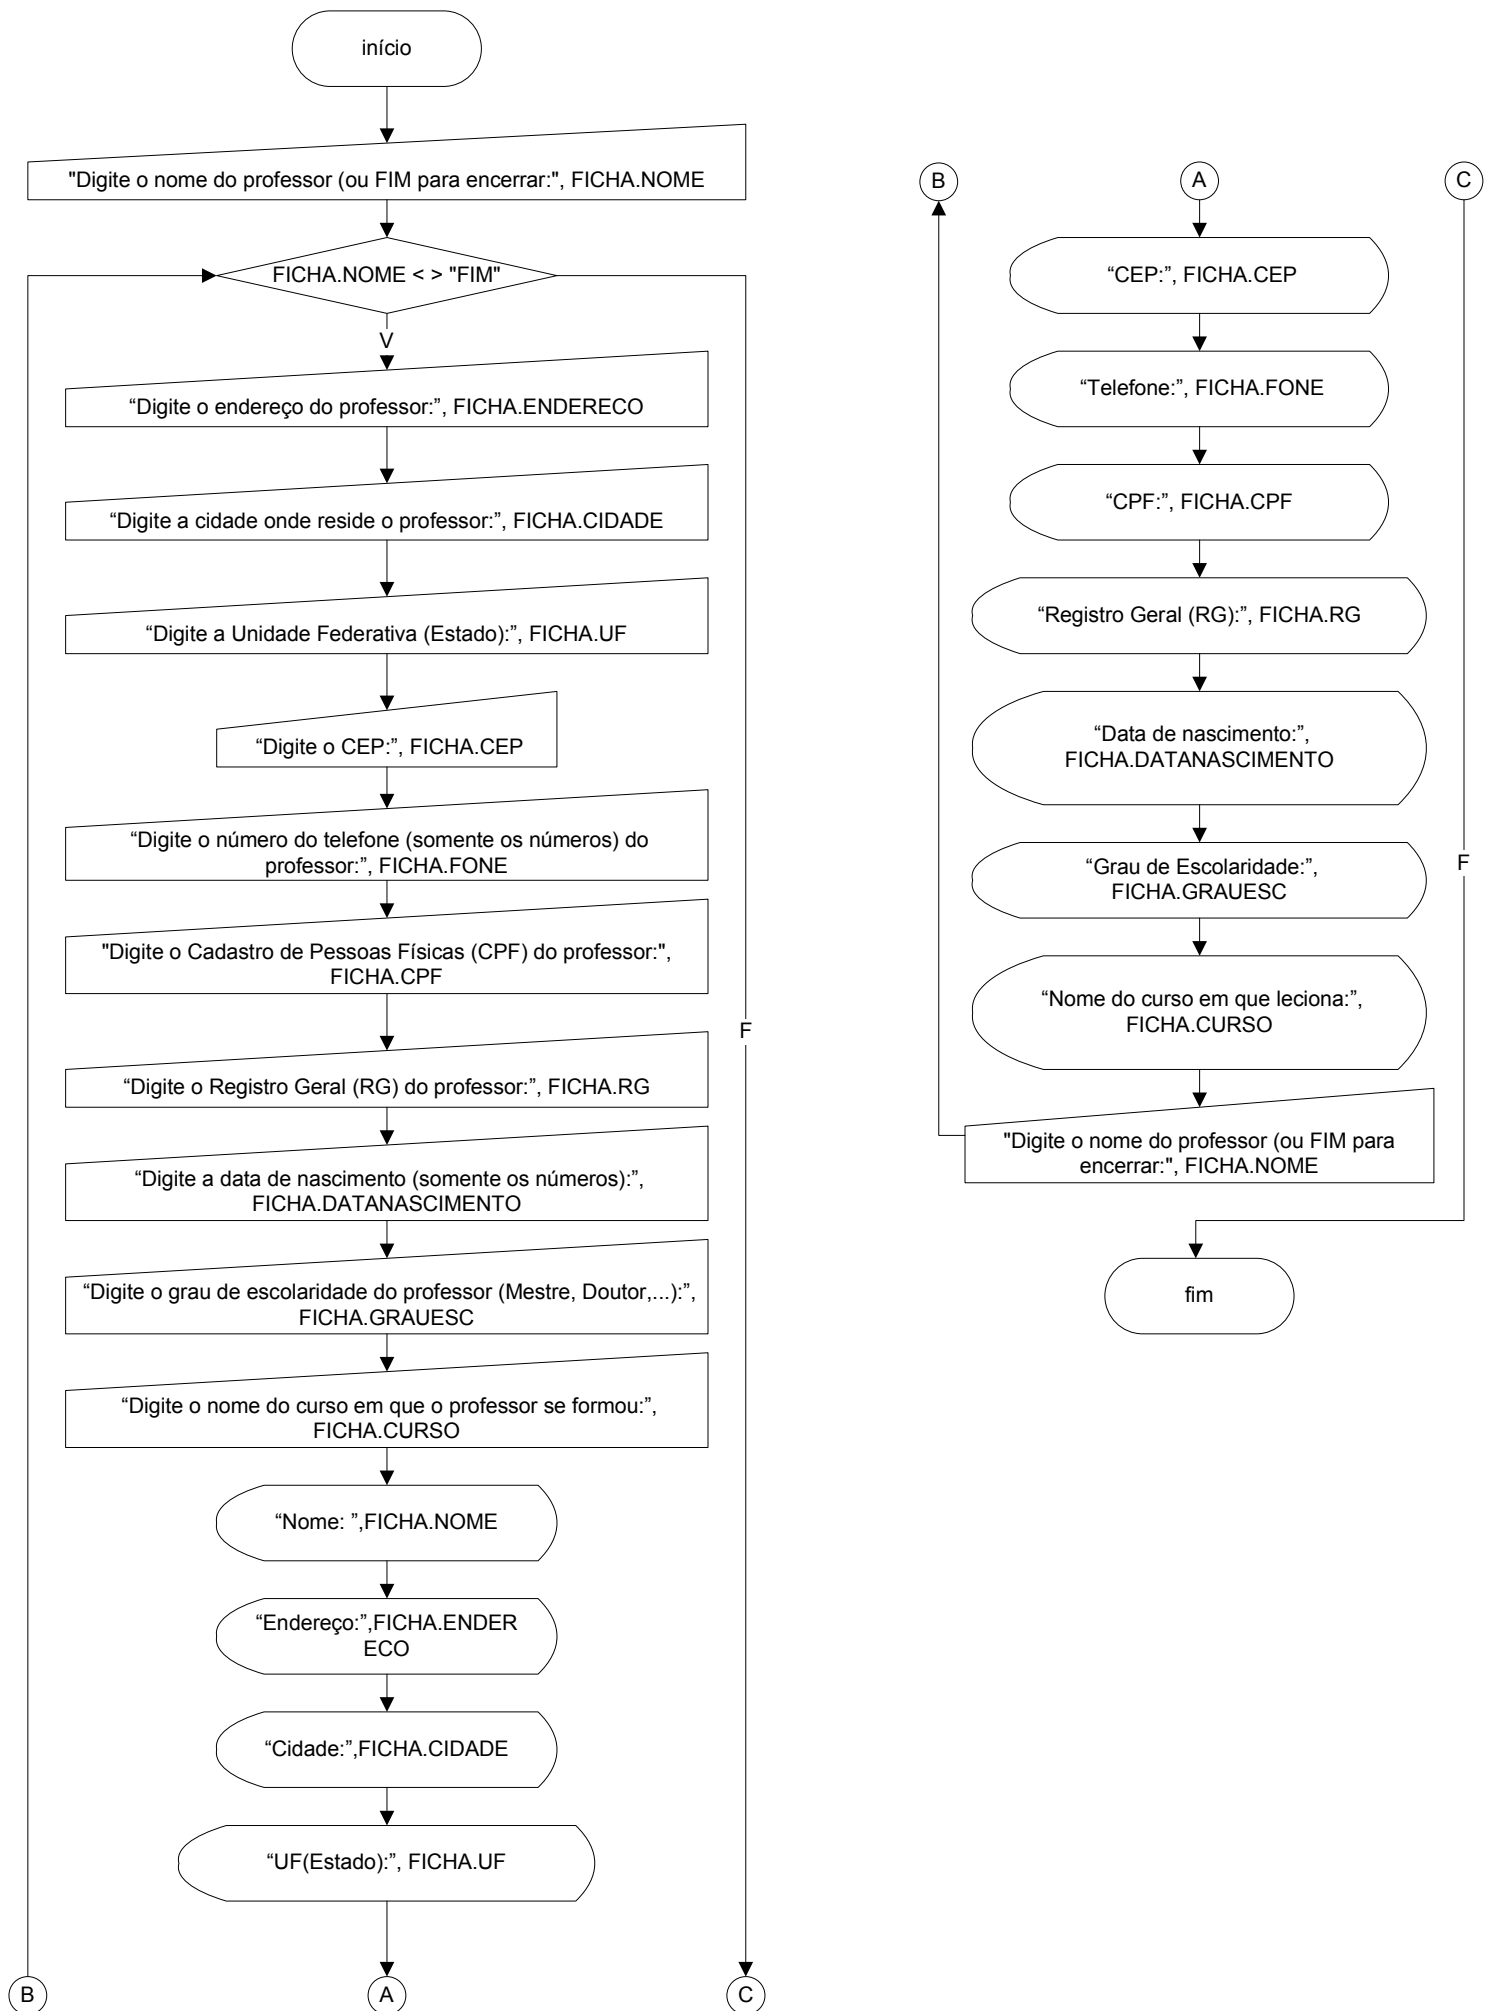 início
"Digite o nome do professor (ou FIM para encerrar:", FICHA.NOME
FICHA.NOME < > "FIM"
V
“Digite o endereço do professor:”, FICHA.ENDERECO
“Digite a cidade onde reside o professor:”, FICHA.CIDADE
“Digite a Unidade Federativa (Estado):”, FICHA.UF
“Digite o CEP:”, FICHA.CEP
“Digite o número do telefone (somente os números) do
professor:”, FICHA.FONE
"Digite o Cadastro de Pessoas Físicas (CPF) do professor:",
FICHA.CPF
F
“Digite o Registro Geral (RG) do professor:”, FICHA.RG
“Digite a data de nascimento (somente os números):”,
FICHA.DATANASCIMENTO
“Digite o grau de escolaridade do professor (Mestre, Doutor,...):”,
FICHA.GRAUESC
“Digite o nome do curso em que o professor se formou:”,
FICHA.CURSO
“Nome: ”,FICHA.NOME
“Endereço:”,FICHA.ENDER
ECO
“Cidade:”,FICHA.CIDADE
“UF(Estado):”, FICHA.UF
B
A
C
B
A
C
“CEP:”, FICHA.CEP
“Telefone:”, FICHA.FONE
“CPF:”, FICHA.CPF
“Registro Geral (RG):”, FICHA.RG
“Data de nascimento:”,
FICHA.DATANASCIMENTO
“Grau de Escolaridade:”,
FICHA.GRAUESC
F
“Nome do curso em que leciona:”,
FICHA.CURSO
"Digite o nome do professor (ou FIM para
encerrar:", FICHA.NOME
fim